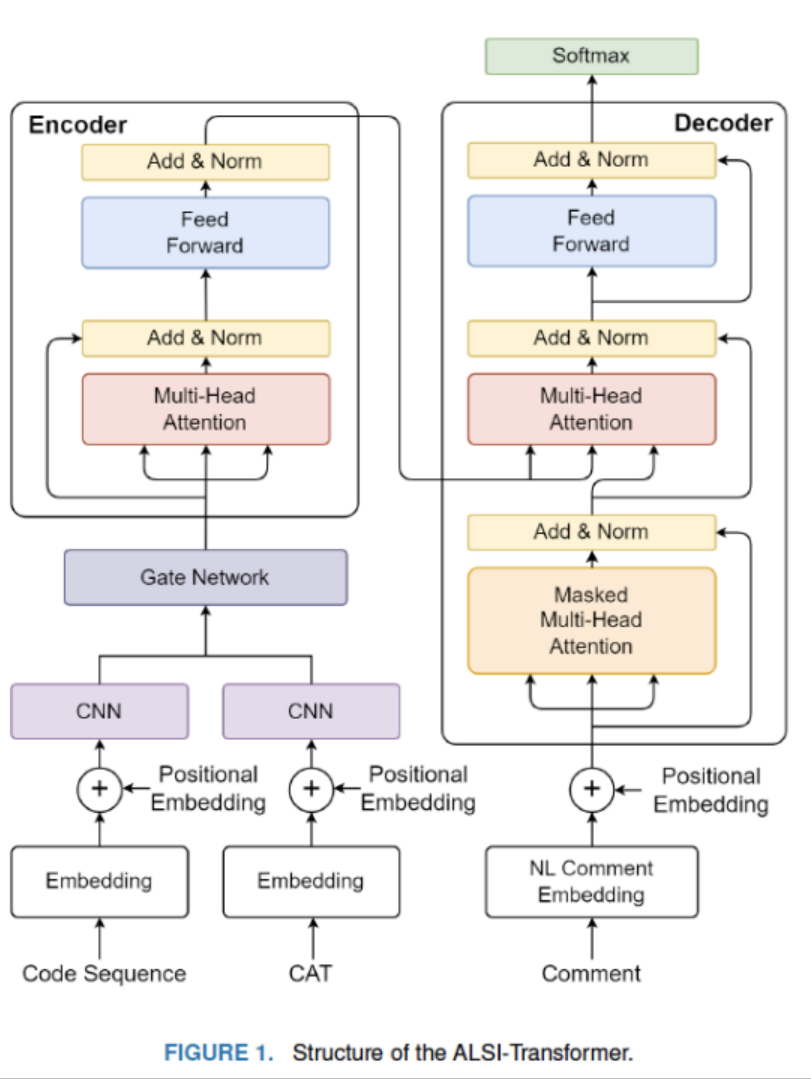 Softmax
Encoder
Add & Norm
Feed
Forward
Add & Norm
Multi-Head
Attention
Gate Network
CNN
CNN
Positional
Embedding
Positional
Embedding
Embedding
Embedding
Code Sequence
CAT
Decoder
Add & Norm
Feed
Forward
Add & Norm
Multi-Head
Attention
Add & Norm
Masked
Multi-Head
Attention
Positional
Embedding
NL Comment
Embedding
Comment
FIGURE 1. Structure of the ALSI-Transformer.